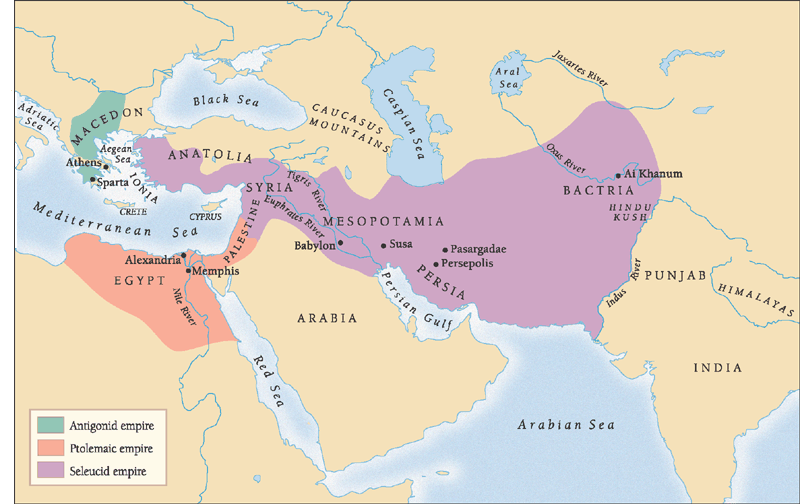 Aral
Sea
Jaxartes River
Black Sea
Caspian Sea
CAUCASUS
MOUNTAINS
Adriatic
Sea
MACEDON
Aegean
Sea
ANATOLIA
Athens
Sparta
IONIA
Oxus River
Ai Khanum
BACTRIA
HINDU
KUSH
SYRIA
Tigris River
Euphrates River
MESOPOTAMIA
CRETE
CYPRUS
Mediterranean Sea
PALESTINE
Babylon
Susa
Pasargadae
Persepolis
PERSIA
Alexandria
Memphis
EGYPT
Nile River
Persian Gulf
Indus River
PUNJAB
HIMALAYAS
ARABIA
Red Sea
INDIA
Arabian Sea
Antigonid empire
Ptolemaic empire
Seleucid empire